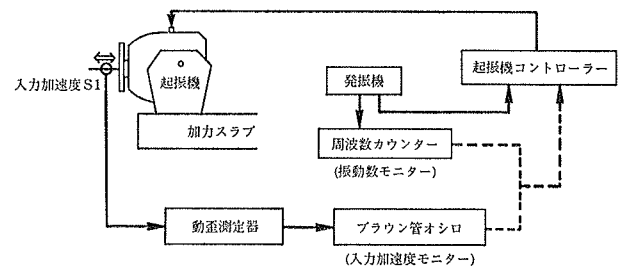 起振機コントローラー
発振機
起振機
入力加速度S1
加力スラブ
周波数カウンター
(振動数モニター)
動歪測定器
ブラウン管オシロ
(入力加速度モニター)